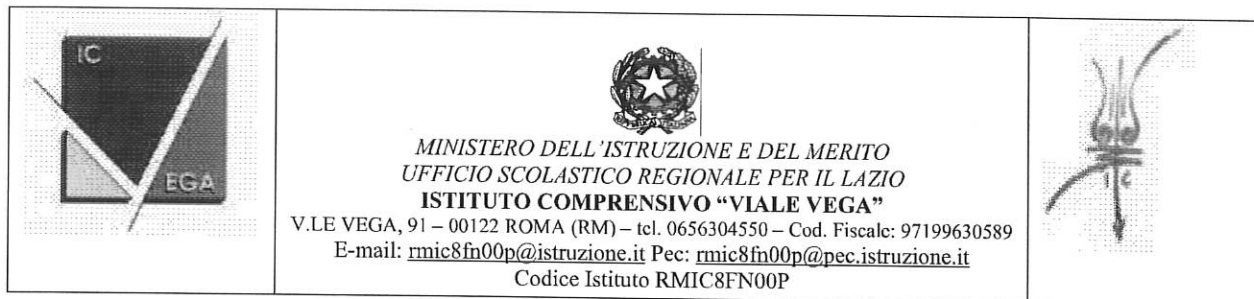 IC
EGA
MINISTERO DELL'ISTRUZIONE E DEL MERITO
UFFICIO SCOLASTICO REGIONALE PER IL LAZIO
ISTITUTO COMPRENSIVO “VIALE VEGA”
V.LE VEGA, 91 – 00122 ROMA (RM) – tel. 0656304550 – Cod. Fiscale: 97199630589
E-mail: rmic8fn00p@istruzione.it Pec: rmic8fn00p@pec.istruzione.it
Codice Istituto RMIC8FN00P
I C